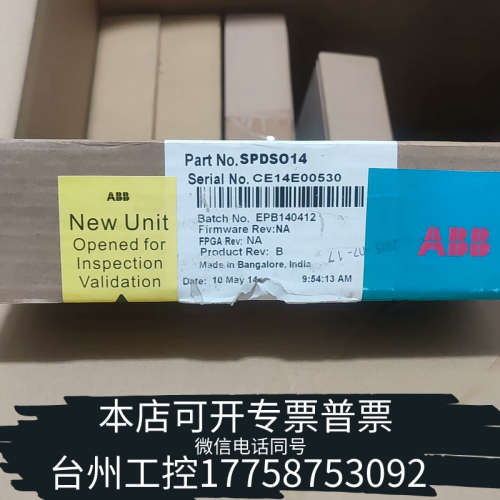 Part No. SPDSO14
Serial No. CE14E00530
Batch No. EPB140412
Firmware Rev: NA
FPGA Rev: NA
Product Rev: B
Made in Bangalore, India
Date: 10 May 14 9:54:13 AM
ABB
New Unit
Opened for
Inspection
Validation
07-17
ABB
本店可开专票普票
微信电话同号
台州工控17758753092